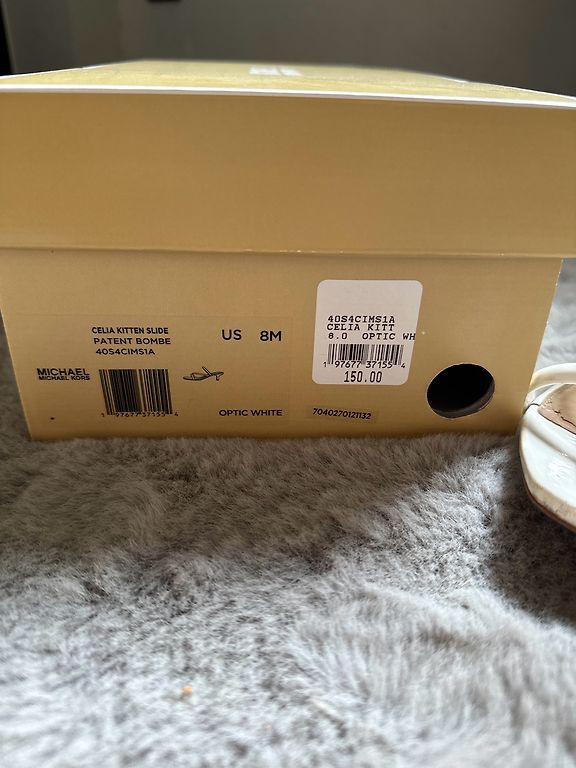 CELIA KITTEN SLIDE
PATENT BOMBE
40S4CIMS1A
US 8M
MICHAEL
MICHAEL KORS
1 97677 37155 4
OPTIC WHITE
7040270121132
40S4CIMS1A
CELIA KITT
8.0 OPTIC WH
1 97677 37155 4
150.00